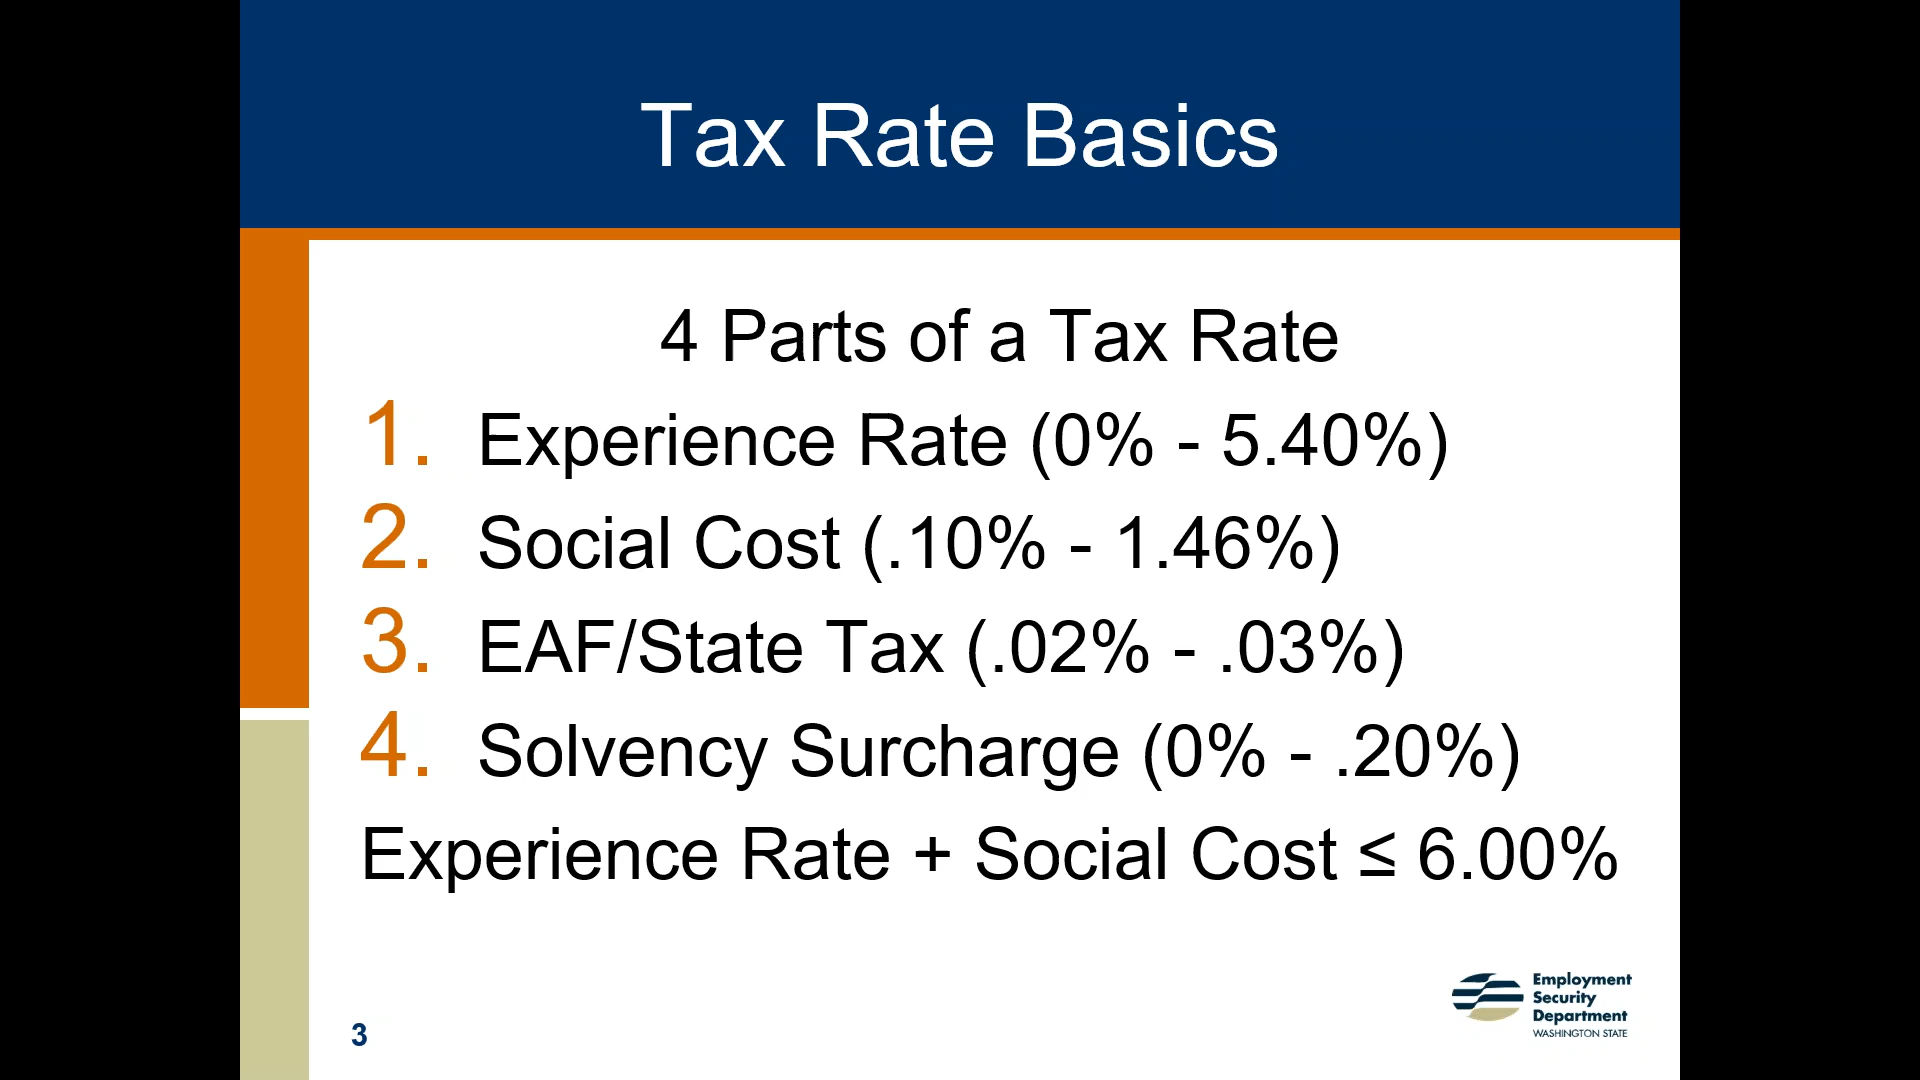 Tax Rate Basics
4 Parts of a Tax Rate
1. Experience Rate (0% - 5.40%)
2. Social Cost (.10% - 1.46%)
3. EAF/State Tax (.02% - .03%)
4. Solvency Surcharge (0% - .20%)
Experience Rate + Social Cost ≤ 6.00%
Employment
Security
Department
WASHINGTON STATE
3